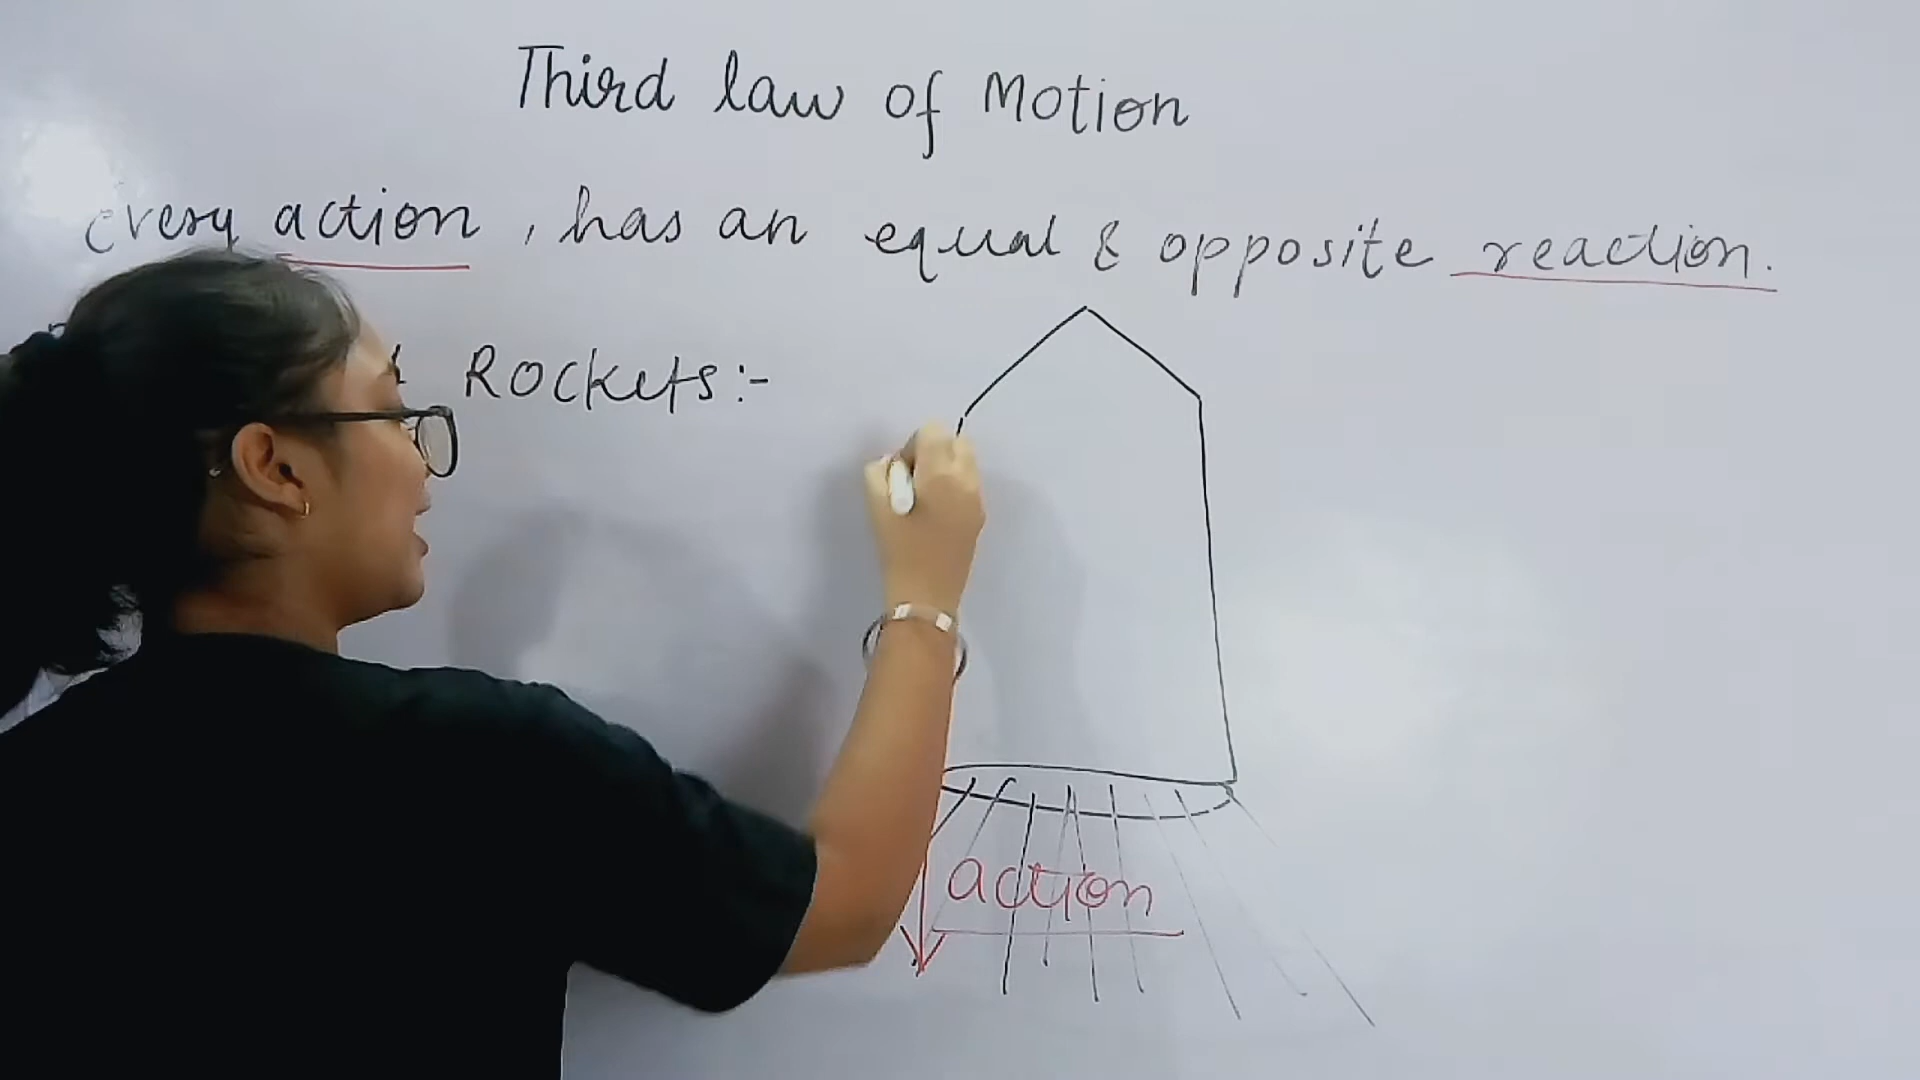 Third law of Motion
every action, has an equal & opposite reaction.
Rockets:-
action